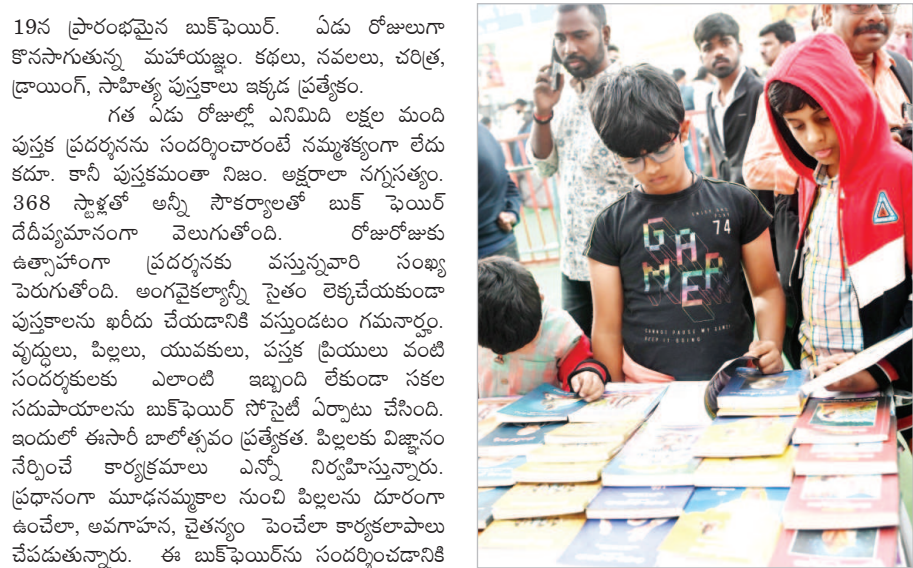 19న ప్రారంభమైన బుక్‌ఫెయిర్. ఏడు రోజులుగా
కొనసాగుతున్న మహాయజ్ఞం. కథలు, నవలలు, చరిత్ర,
డ్రాయింగ్, సాహిత్య పుస్తకాలు ఇక్కడ ప్రత్యేకం.
గత ఏడు రోజుల్లో ఎనిమిది లక్షల మంది
పుస్తక ప్రదర్శనను సందర్శించారంటే నమ్మశక్యంగా లేదు
కదూ. కానీ పుస్తకమంతా నిజం. అక్షరాలా నగ్నసత్యం.
368 స్టాళ్లతో అన్నీ సౌకర్యాలతో బుక్ ఫెయిర్
దేదీప్యమానంగా వెలుగుతోంది. రోజురోజుకు
ఉత్సాహంగా ప్రదర్శనకు వస్తున్నవారి సంఖ్య
పెరుగుతోంది. అంగవైకల్యాన్నీ సైతం లెక్కచేయకుండా
పుస్తకాలను ఖరీదు చేయడానికి వస్తుండటం గమనార్హం.
వృద్ధులు, పిల్లలు, యువకులు, పస్తక ప్రియులు వంటి
సందర్శకులకు ఎలాంటి ఇబ్బంది లేకుండా సకల
సదుపాయాలను బుక్‌ఫెయిర్ సోసైటీ ఏర్పాటు చేసింది.
ఇందులో ఈసారీ బాలోత్సవం ప్రత్యేకత. పిల్లలకు విజ్ఞానం
నేర్పించే కార్యక్రమాలు ఎన్నో నిర్వహిస్తున్నారు.
ప్రధానంగా మూఢనమ్మకాల నుంచి పిల్లలను దూరంగా
ఉంచేలా, అవగాహన, చైతన్యం పెంచేలా కార్యకలాపాలు
చేపడుతున్నారు. ఈ బుక్‌ఫెయిర్‌ను సందర్శించడానికి
74
GAMER